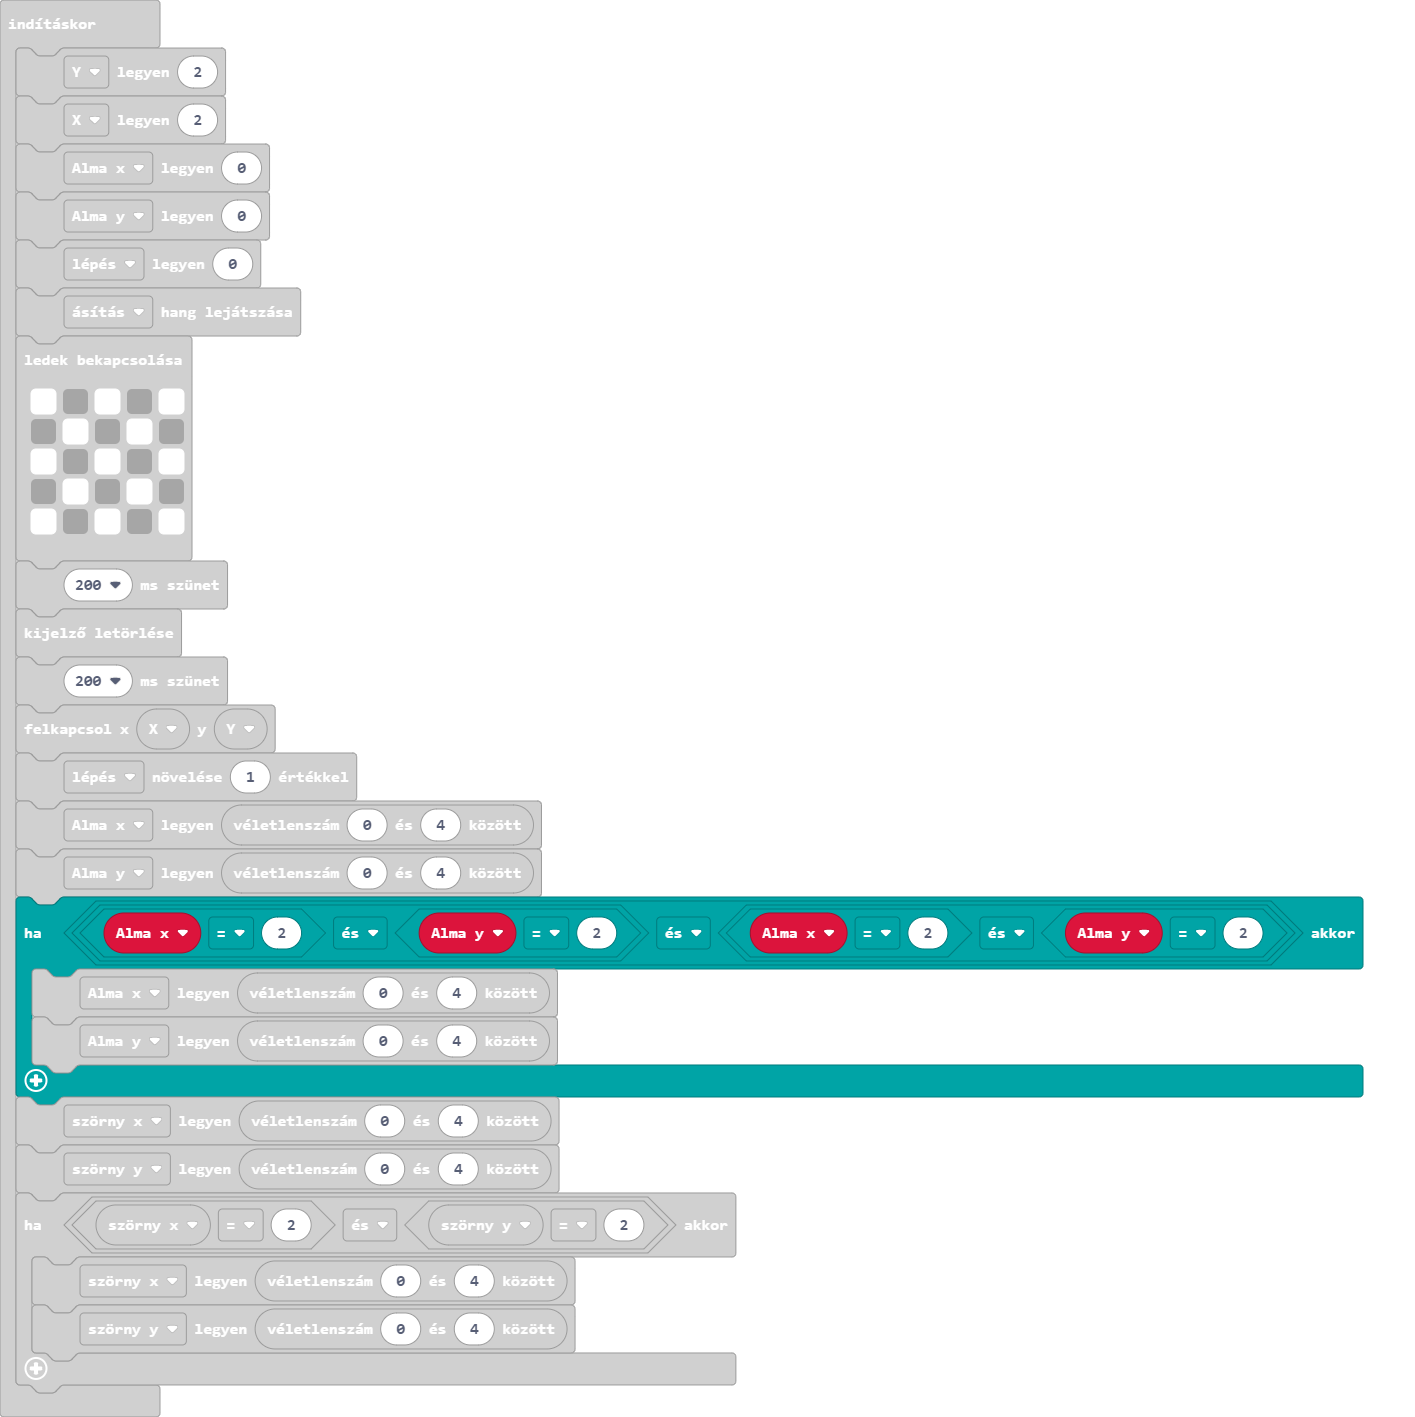 indításkor
Y legyen 2
X legyen 2
Alma x legyen 0
Alma y legyen 0
lépés legyen 0
ásítás hang lejátszása
ledek bekapcsolása
200 ms szünet
kijelző letörlése
200 ms szünet
felkapcsol x X y Y
lépés növelése 1 értékkel
Alma x legyen véletlenszám 0 és 4 között
Alma y legyen véletlenszám 0 és 4 között
ha Alma x = 2 és Alma y = 2 és Alma x = 2 és Alma y = 2 akkor
Alma x legyen véletlenszám 0 és 4 között
Alma y legyen véletlenszám 0 és 4 között
szörny x legyen véletlenszám 0 és 4 között
szörny y legyen véletlenszám 0 és 4 között
ha szörny x = 2 és szörny y = 2 akkor
szörny x legyen véletlenszám 0 és 4 között
szörny y legyen véletlenszám 0 és 4 között